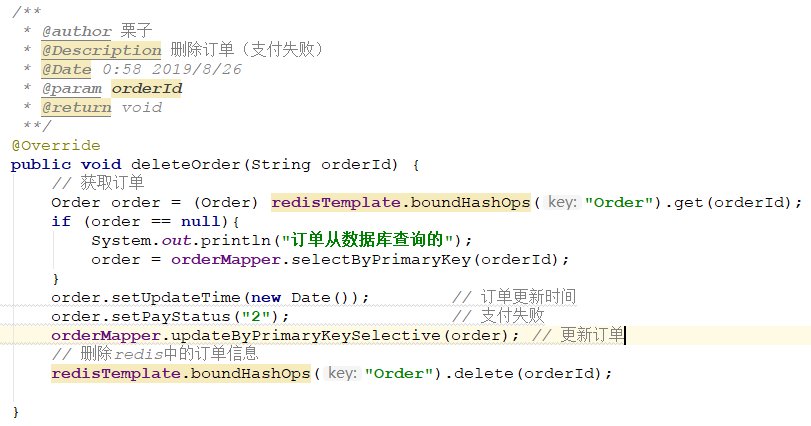 /**
 * @author 栗子
 * @Description 删除订单（支付失败）
 * @Date 0:58 2019/8/26
 * @param orderId
 * @return void
 **/
@Override
public void deleteOrder(String orderId) {
    // 获取订单
    Order order = (Order) redisTemplate.boundHashOps( key: "Order").get(orderId);
    if (order == null){
        System.out.println("订单从数据库查询的");
        order = orderMapper.selectByPrimaryKey(orderId);
    }
    order.setUpdateTime(new Date());        // 订单更新时间
    order.setPayStatus("2");                // 支付失败
    orderMapper.updateByPrimaryKeySelective(order); // 更新订单
    // 删除redis中的订单信息
    redisTemplate.boundHashOps( key: "Order").delete(orderId);
}